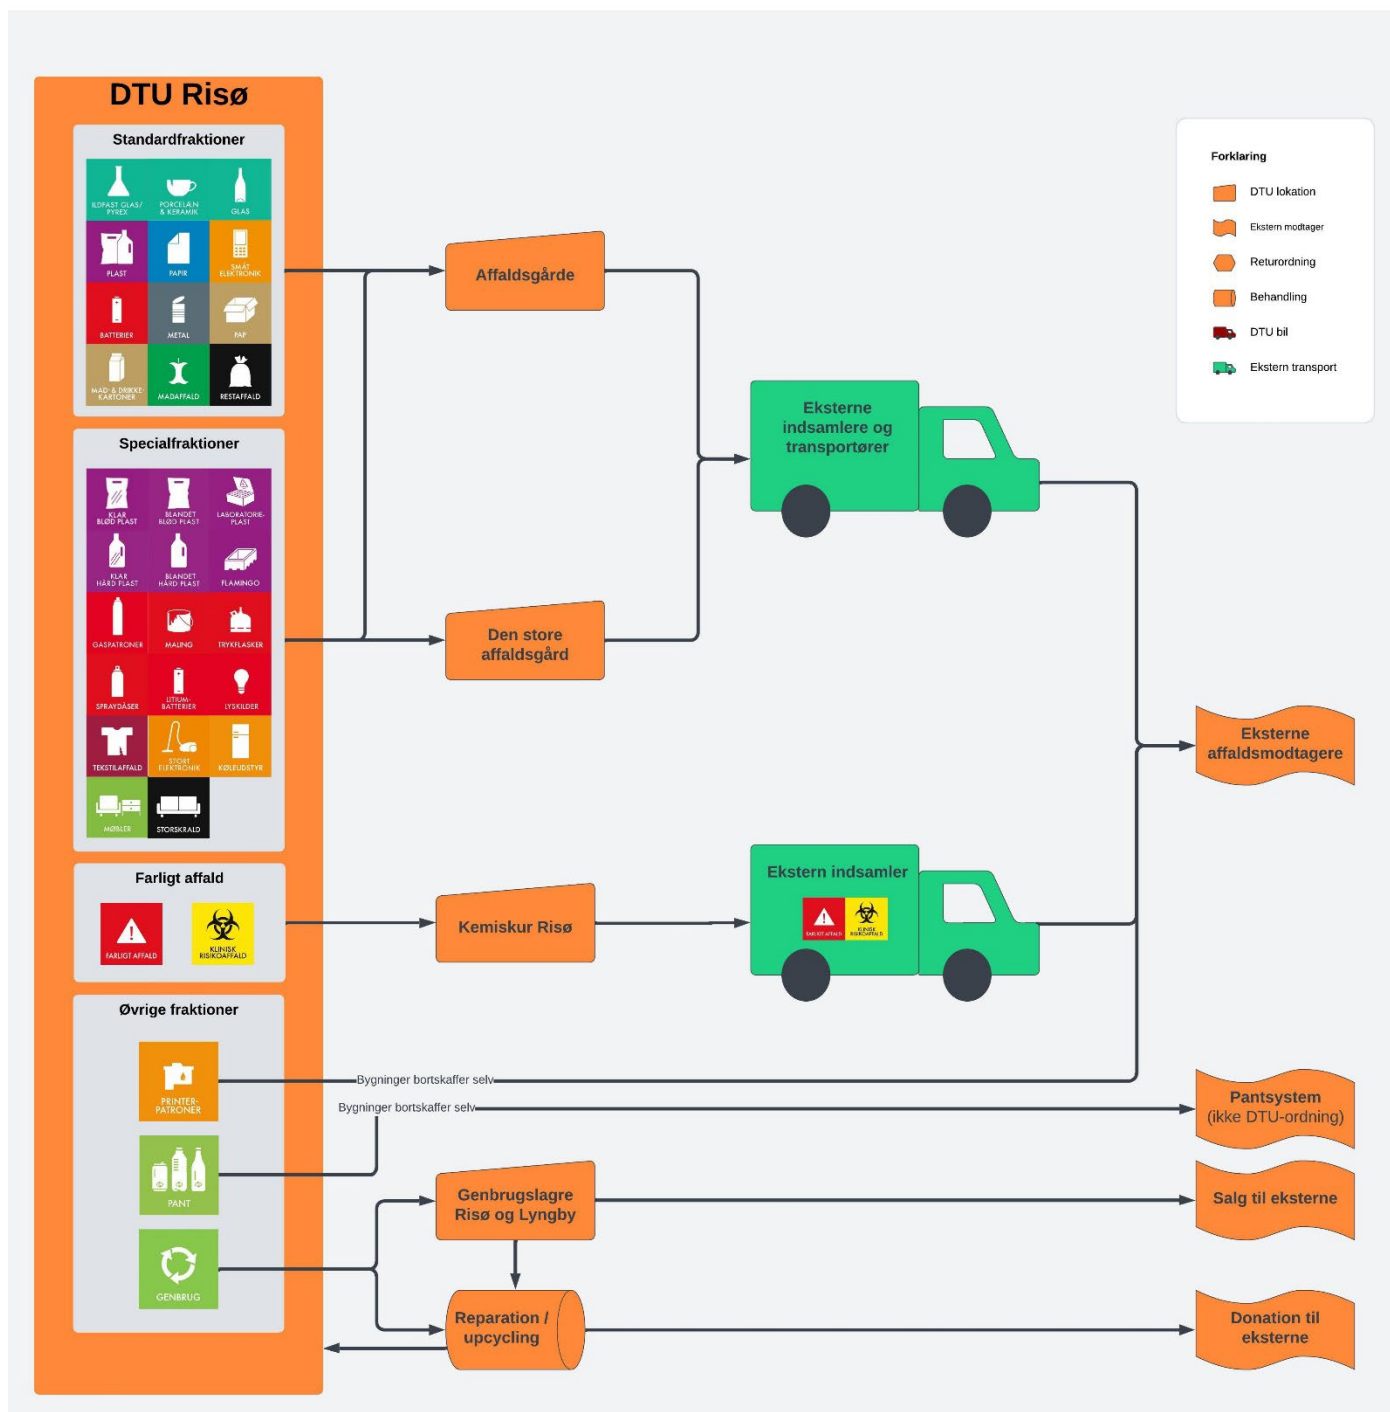 DTU Risø
Standardfraktioner
ILDFAST GLAS/
PYREX
PORCELÆN
& KERAMIK
GLAS
PLAST
PAPIR
SMÅT
ELEKTRONIK
BATTERIER
METAL
PAP
MAD- & DRIKKE-
KARTONER
MADAFFALD
RESTAFFALD
Specialfraktioner
KLAR
BLØD PLAST
BLANDET
BLØD PLAST
LABORATORIE-
PLAST
KLAR
HÅRD PLAST
BLANDET
HÅRD PLAST
FLAMINGO
GASPATRONER
MALING
TRYKFLASKER
SPRAYDÅSER
LITIUM-
BATTERIER
LYSKILDER
TEKSTILAFFALD
STORT
ELEKTRONIK
KØLEUDSTYR
MØBLER
STORSKRALD
Farligt affald
FARLIGT AFFALD
KLINISK
RISIKOAFFALD
Øvrige fraktioner
PRINTER-
PATRONER
PANT
GENBRUG
Affaldsgårde
Den store
affaldsgård
Kemiskur Risø
Bygninger bortskaffer selv
Bygninger bortskaffer selv
Genbrugslagre
Risø og Lyngby
Reparation /
upcycling
Eksterne
indsamlere og
transportører
Ekstern indsamler
FARLIGT AFFALD
KLINISK
RISIKOAFFALD
Forklaring
DTU lokation
Ekstern modtager
Returordning
Behandling
DTU bil
Ekstern transport
Eksterne
affaldsmodtagere
Pantsystem
(ikke DTU-ordning)
Salg til eksterne
Donation til
eksterne